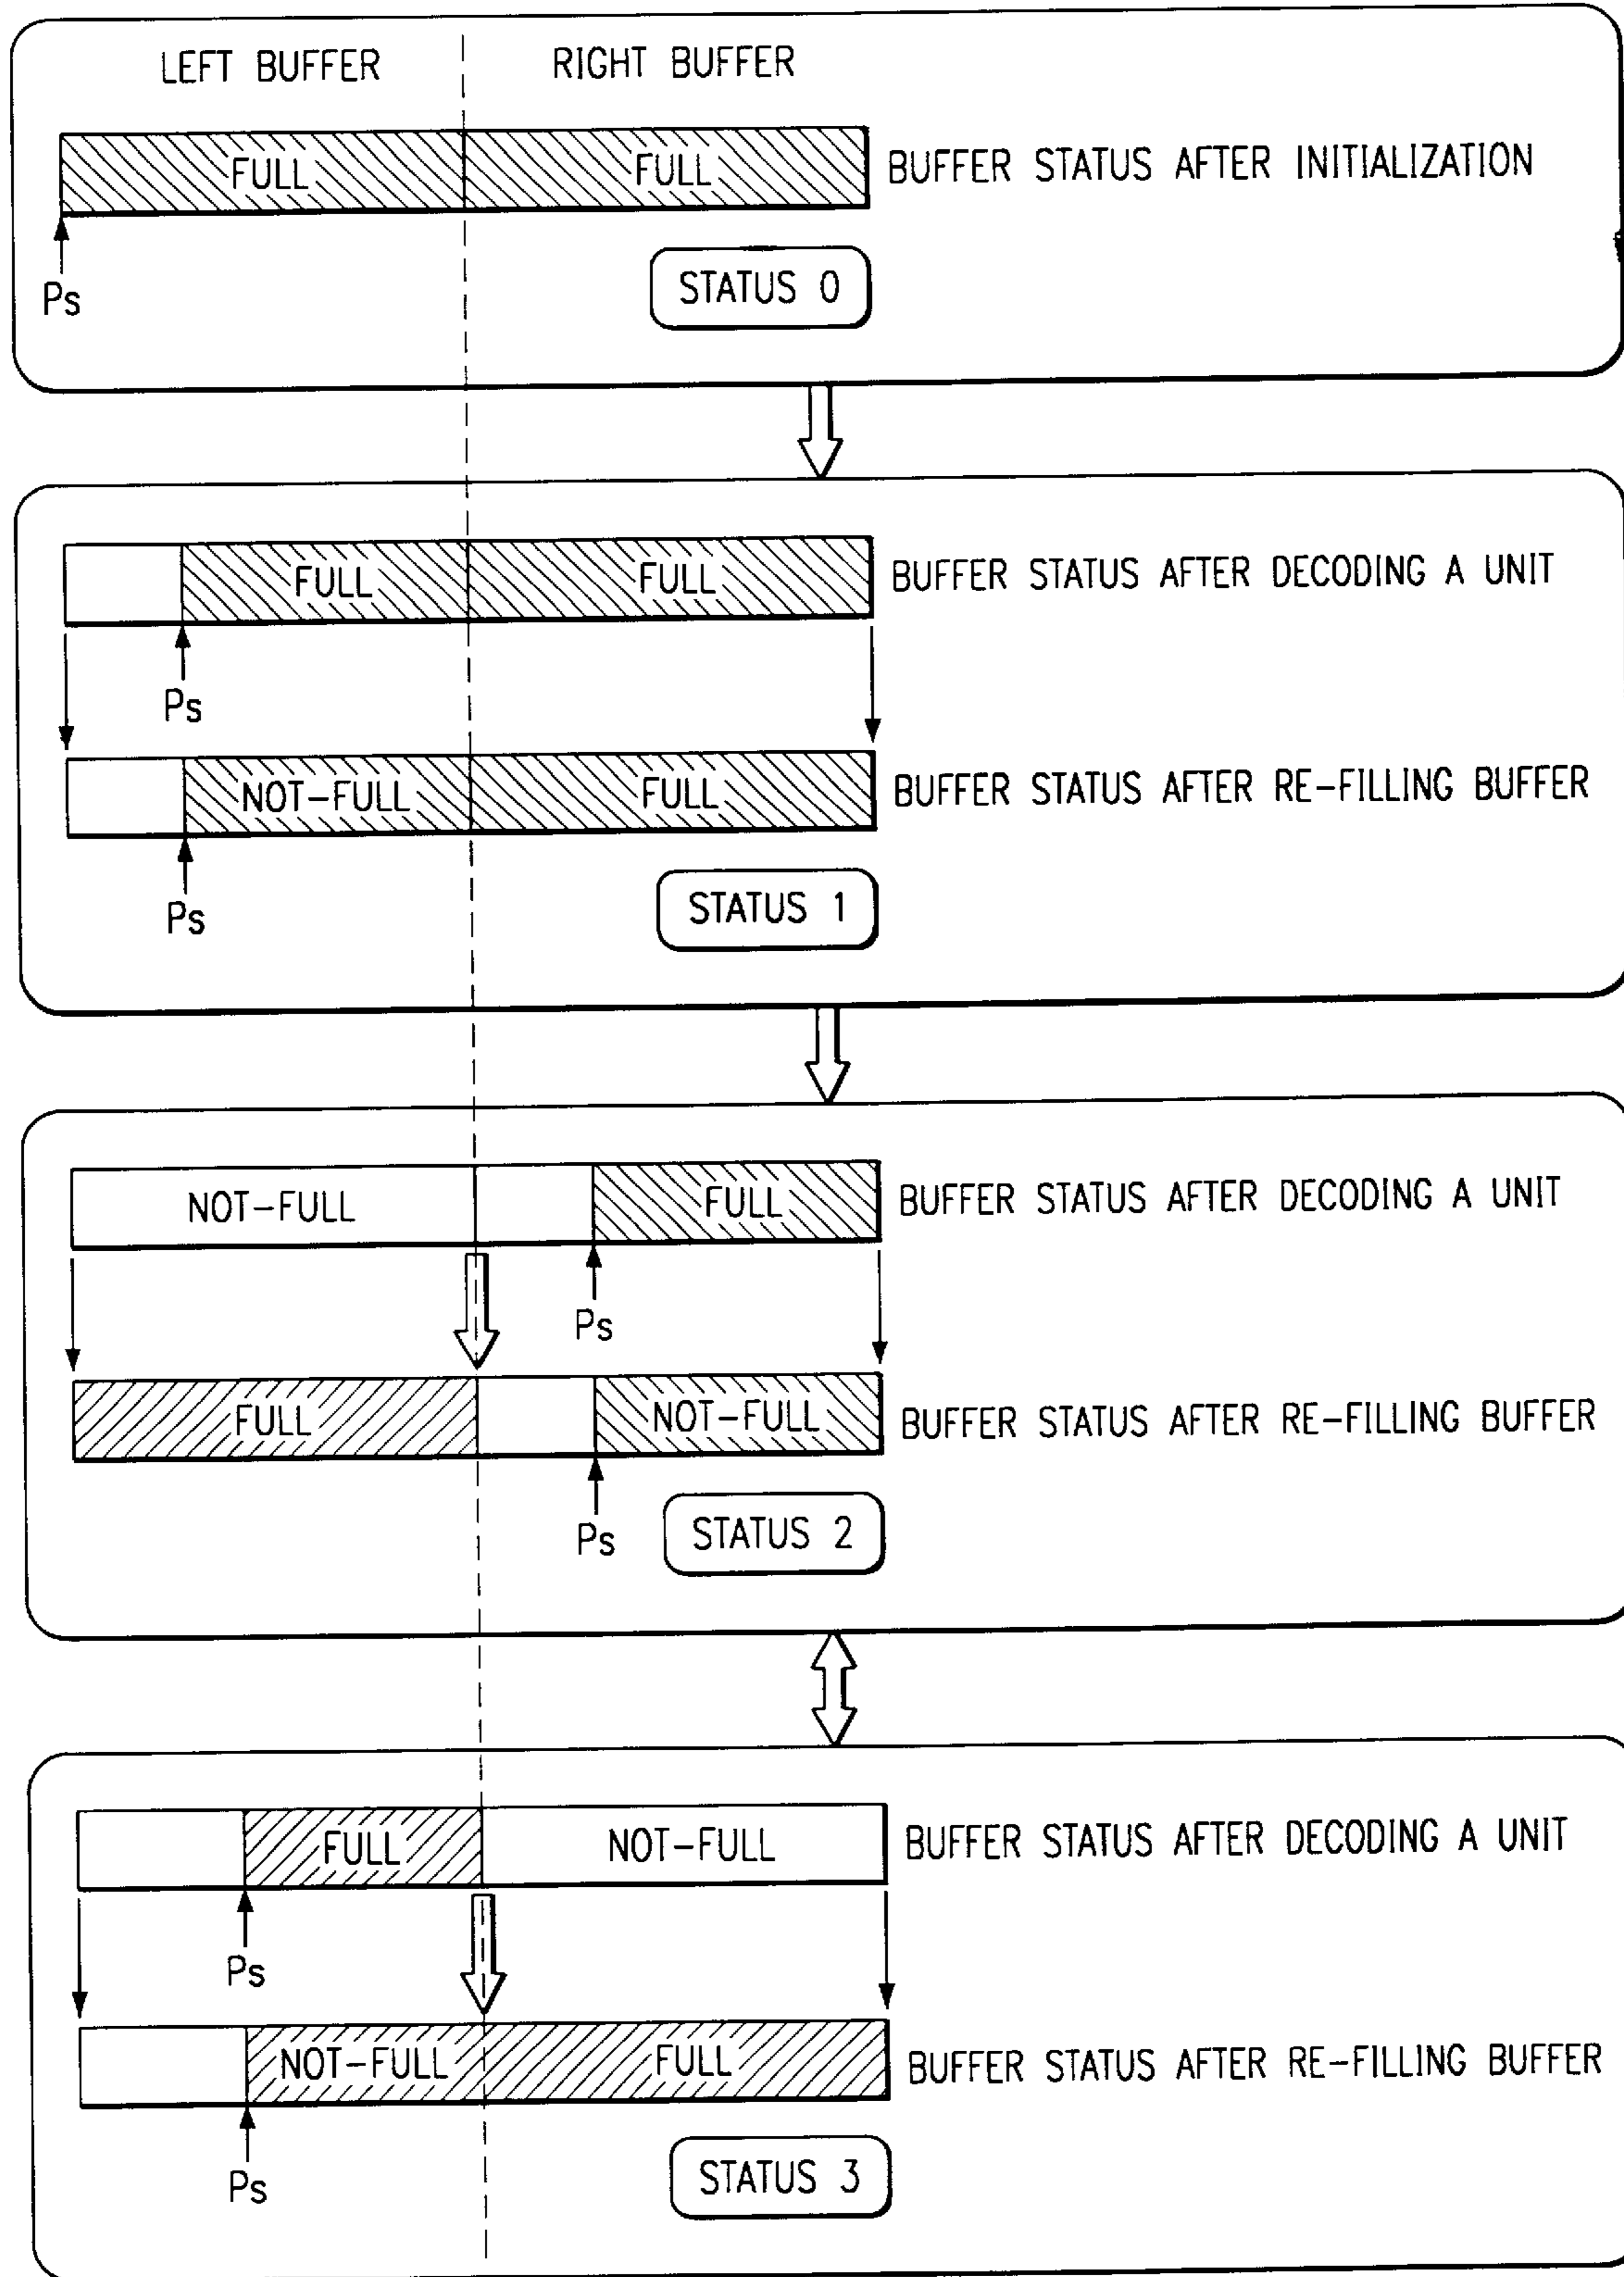 LEFT BUFFER RIGHT BUFFER
FULL FULL BUFFER STATUS AFTER INITIALIZATION
Ps
STATUS 0
FULL FULL BUFFER STATUS AFTER DECODING A UNIT
Ps
NOT-FULL FULL BUFFER STATUS AFTER RE-FILLING BUFFER
Ps
STATUS 1
NOT-FULL FULL BUFFER STATUS AFTER DECODING A UNIT
Ps
FULL NOT-FULL BUFFER STATUS AFTER RE-FILLING BUFFER
Ps
STATUS 2
FULL NOT-FULL BUFFER STATUS AFTER DECODING A UNIT
Ps
NOT-FULL FULL BUFFER STATUS AFTER RE-FILLING BUFFER
Ps
STATUS 3